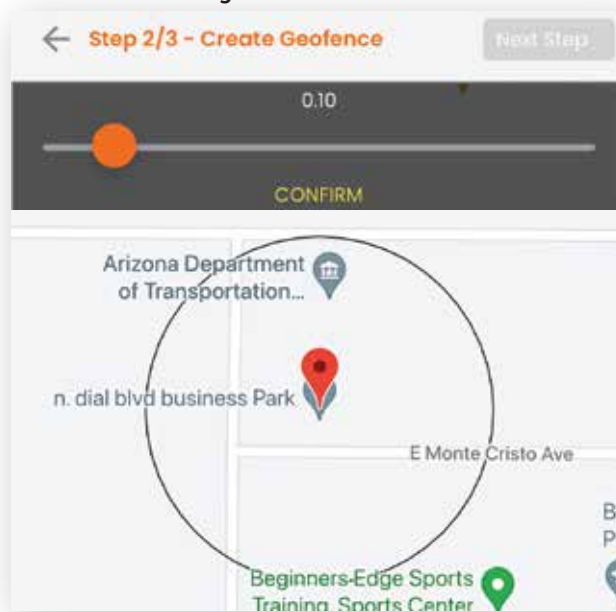 Step 2/3 - Create Geofence
Next Step
0.10
CONFIRM
Arizona Department
of Transportation...
n. dial blvd business Park
E Monte Cristo Ave
B
P
Beginners-Edge Sports
Training, Sports Center